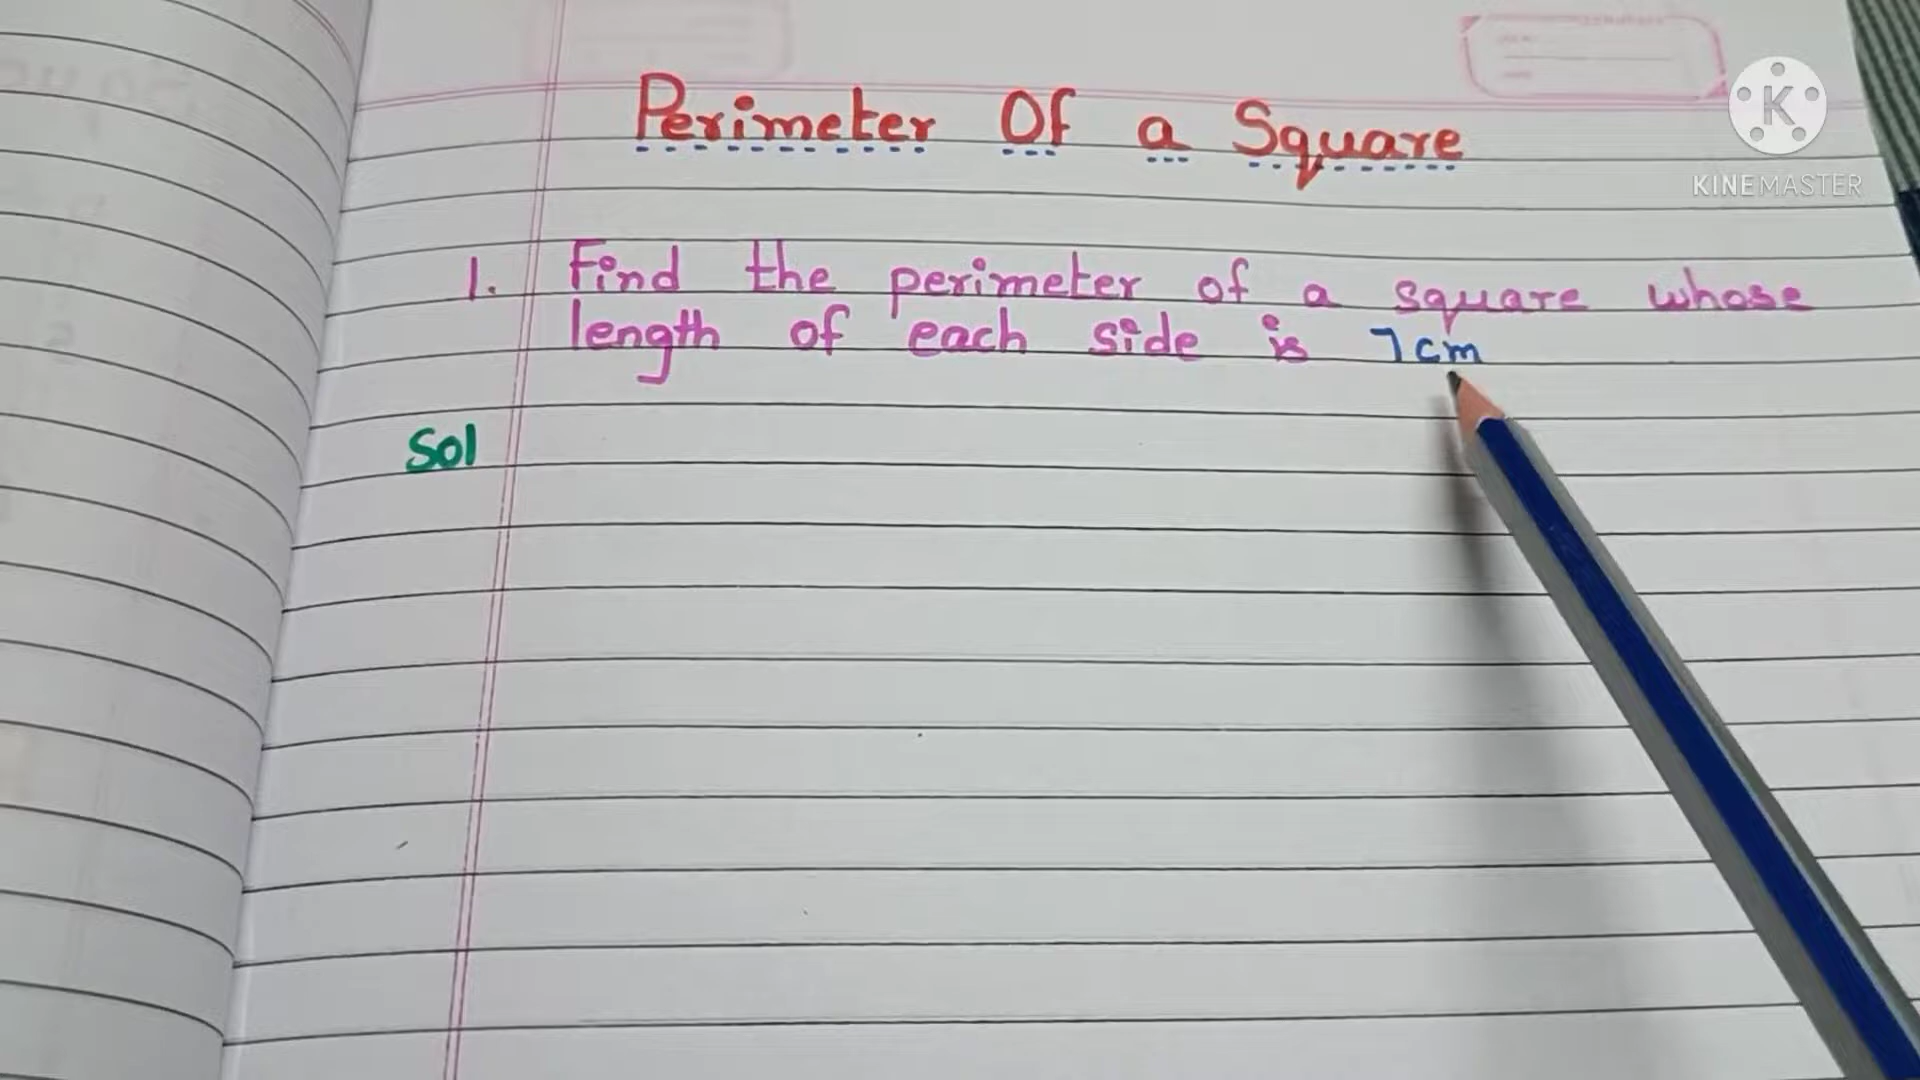 Perimeter Of a Square
KINEMASTER
1. Find the perimeter of a square whose
length of each side is 7cm
Sol